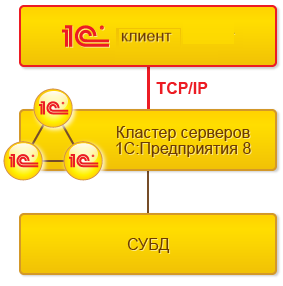 1С клиент
TCP/IP
1С
Кластер серверов
1С:Предприятия 8
1С 1С
СУБД